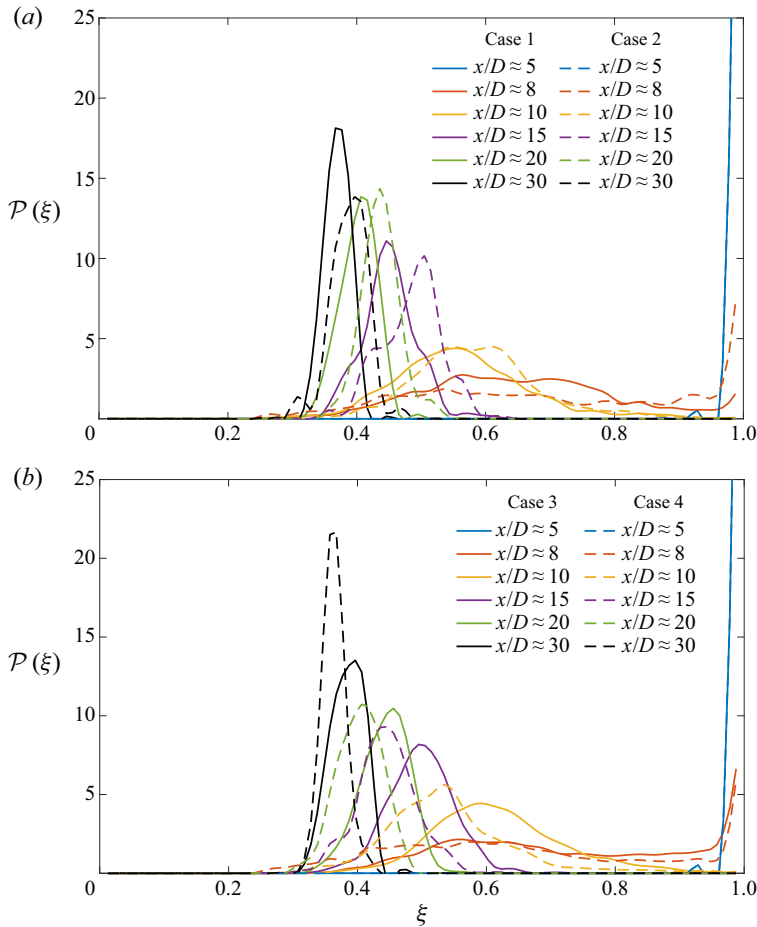 (a)
25
20
15
10
5
P (ξ)
Case 1 Case 2
x/D ≈ 5 x/D ≈ 5
x/D ≈ 8 x/D ≈ 8
x/D ≈ 10 x/D ≈ 10
x/D ≈ 15 x/D ≈ 15
x/D ≈ 20 x/D ≈ 20
x/D ≈ 30 x/D ≈ 30
0 0.2 0.4 0.6 0.8 1.0
(b)
25
20
15
10
5
P (ξ)
Case 3 Case 4
x/D ≈ 5 x/D ≈ 5
x/D ≈ 8 x/D ≈ 8
x/D ≈ 10 x/D ≈ 10
x/D ≈ 15 x/D ≈ 15
x/D ≈ 20 x/D ≈ 20
x/D ≈ 30 x/D ≈ 30
0 0.2 0.4 0.6 0.8 1.0
ξ